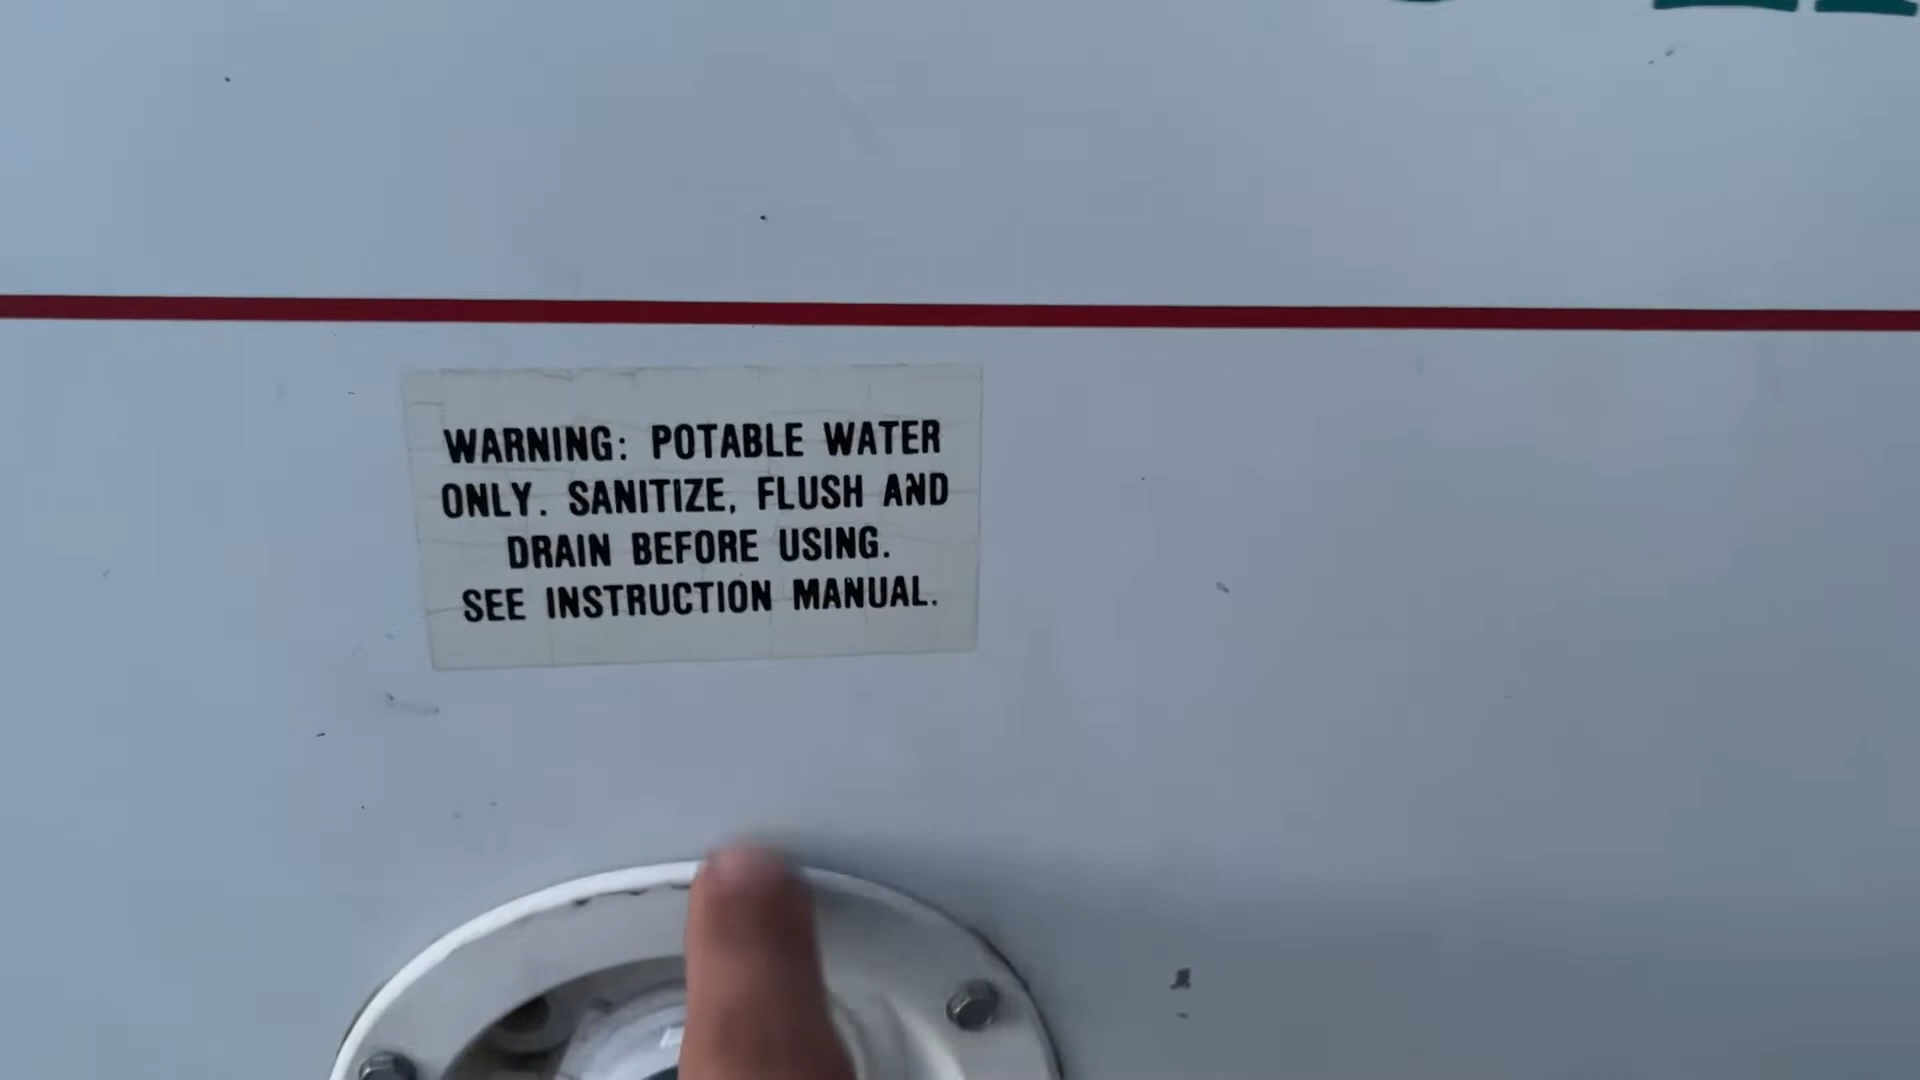 WARNING: POTABLE WATER
ONLY. SANITIZE, FLUSH AND
DRAIN BEFORE USING.
SEE INSTRUCTION MANUAL.